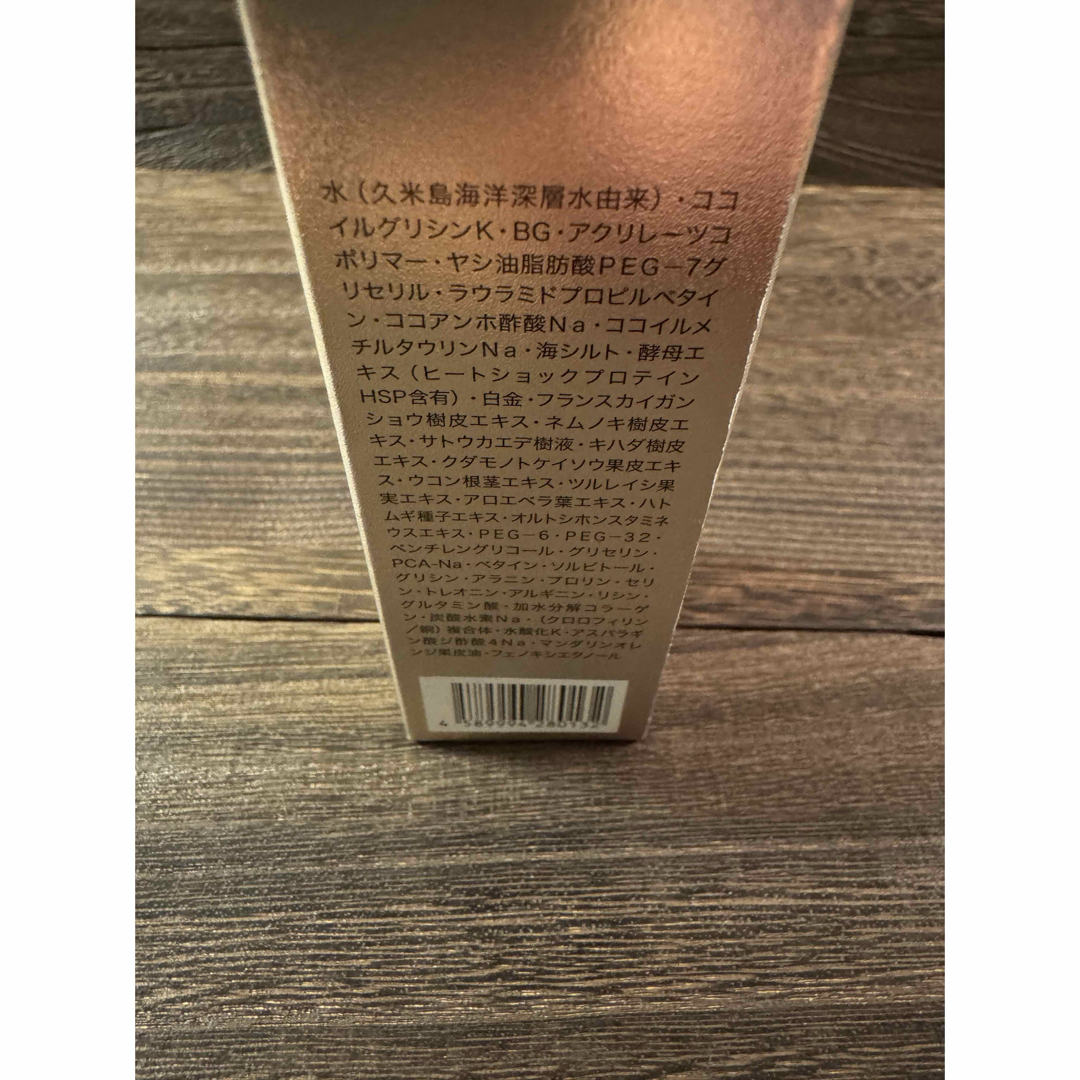 水（久米島海洋深層水由来）・ココ
イルグリシンK・BG・アクリレーツコ
ポリマー・ヤシ油脂肪酸PEG－7グ
リセリル・ラウラミドプロピルベタイ
ン・ココアンホ酢酸Na・ココイルメ
チルタウリンNa・海シルト・酵母エ
キス（ヒートショックプロテイン
HSP含有）・白金・フランスカイガン
ショウ樹皮エキス・ネムノキ樹皮エ
キス・サトウカエデ樹液・キハダ樹皮
エキス・クダモノトケイソウ果皮エキ
ス・ウコン根茎エキス・ツルレイシ果
実エキス・アロエベラ葉エキス・ハト
ムギ種子エキス・オルトシホンスタミネ
ウスエキス・PEG－6・PEG－32・
ペンチレングリコール・グリセリン・
PCA-Na・ベタイン・ソルビトール・
グリシン・アラニン・プロリン・セリ
ン・トレオニン・アルギニン・リシン・
グルタミン酸・加水分解コラーゲ
ン・炭酸水素Na・（クロロフィリン
／銅）複合体・水酸化K・アスパラギ
ン酸ジ酢酸4Na・マンダリンオレ
ンジ果皮油・フェノキシエタノール
4 589994 280132